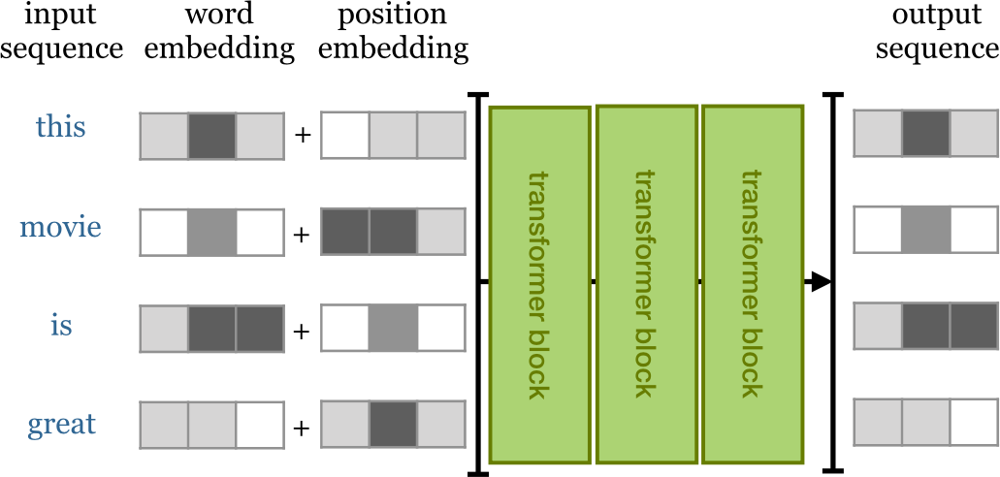 input sequence
word embedding
position embedding
output sequence
this
+
movie
+
is
+
great
+
transformer block
transformer block
transformer block